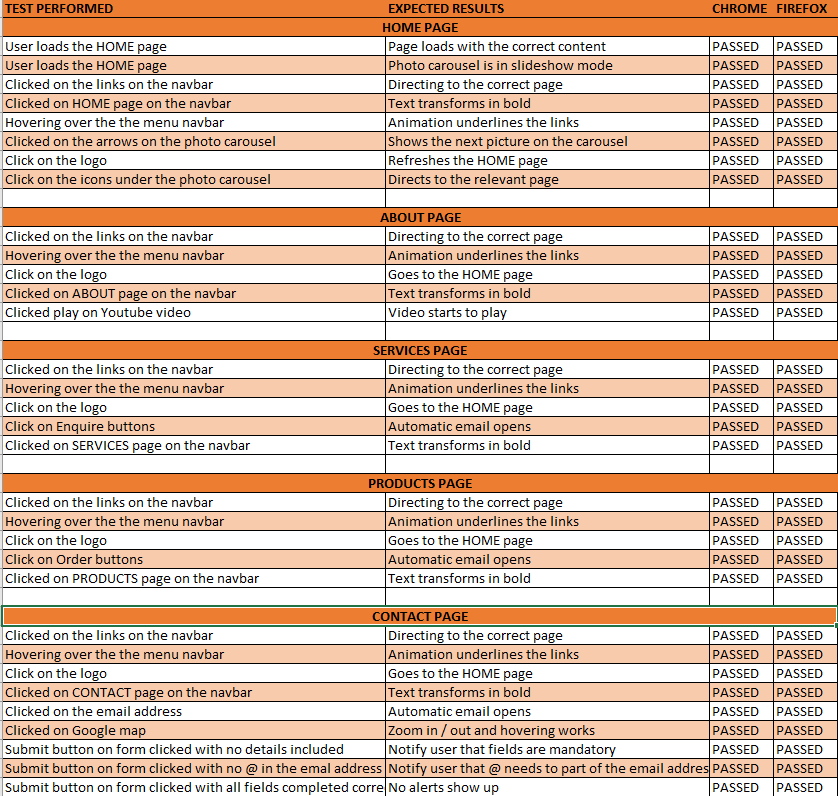 TEST PERFORMED EXPECTED RESULTS CHROME FIREFOX
HOME PAGE
User loads the HOME page Page loads with the correct content PASSED PASSED
User loads the HOME page Photo carousel is in slideshow mode PASSED PASSED
Clicked on the links on the navbar Directing to the correct page PASSED PASSED
Clicked on HOME page on the navbar Text transforms in bold PASSED PASSED
Hovering over the the menu navbar Animation underlines the links PASSED PASSED
Clicked on the arrows on the photo carousel Shows the next picture on the carousel PASSED PASSED
Click on the logo Refreshes the HOME page PASSED PASSED
Click on the icons under the photo carousel Directs to the relevant page PASSED PASSED
ABOUT PAGE
Clicked on the links on the navbar Directing to the correct page PASSED PASSED
Hovering over the the menu navbar Animation underlines the links PASSED PASSED
Click on the logo Goes to the HOME page PASSED PASSED
Clicked on ABOUT page on the navbar Text transforms in bold PASSED PASSED
Clicked play on Youtube video Video starts to play PASSED PASSED
SERVICES PAGE
Clicked on the links on the navbar Directing to the correct page PASSED PASSED
Hovering over the the menu navbar Animation underlines the links PASSED PASSED
Click on the logo Goes to the HOME page PASSED PASSED
Click on Enquire buttons Automatic email opens PASSED PASSED
Clicked on SERVICES page on the navbar Text transforms in bold PASSED PASSED
PRODUCTS PAGE
Clicked on the links on the navbar Directing to the correct page PASSED PASSED
Hovering over the the menu navbar Animation underlines the links PASSED PASSED
Click on the logo Goes to the HOME page PASSED PASSED
Click on Order buttons Automatic email opens PASSED PASSED
Clicked on PRODUCTS page on the navbar Text transforms in bold PASSED PASSED
CONTACT PAGE
Clicked on the links on the navbar Directing to the correct page PASSED PASSED
Hovering over the the menu navbar Animation underlines the links PASSED PASSED
Click on the logo Goes to the HOME page PASSED PASSED
Clicked on CONTACT page on the navbar Text transforms in bold PASSED PASSED
Clicked on the email address Automatic email opens PASSED PASSED
Clicked on Google map Zoom in / out and hovering works PASSED PASSED
Submit button on form clicked with no details included Notify user that fields are mandatory PASSED PASSED
Submit button on form clicked with no @ in the emal address Notify user that @ needs to part of the email addres PASSED PASSED
Submit button on form clicked with all fields completed corre No alerts show up PASSED PASSED